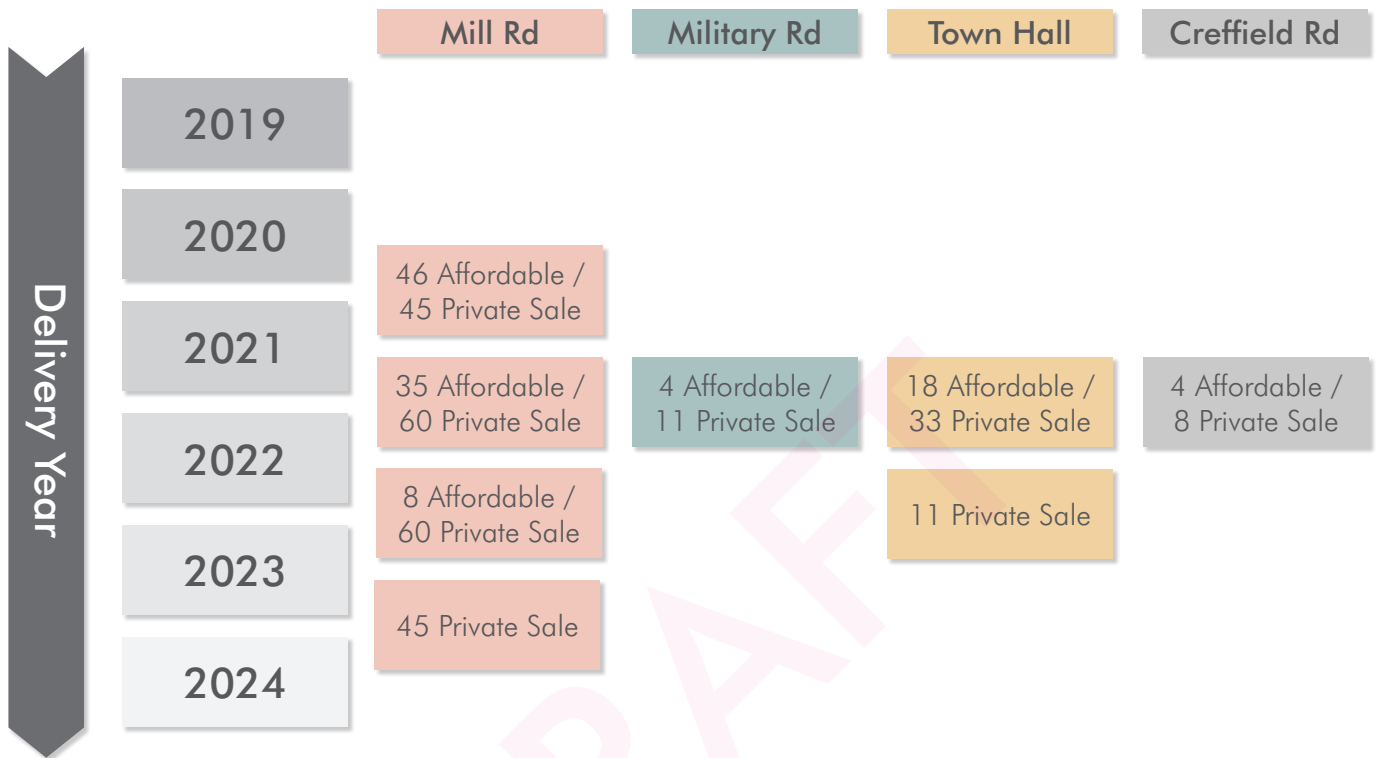 Mill Rd
Military Rd
Town Hall
Creffield Rd
Delivery Year
2019
2020
2021
2022
2023
2024
46 Affordable /
45 Private Sale
35 Affordable /
60 Private Sale
4 Affordable /
11 Private Sale
18 Affordable /
33 Private Sale
4 Affordable /
8 Private Sale
8 Affordable /
60 Private Sale
11 Private Sale
45 Private Sale
DRAFT